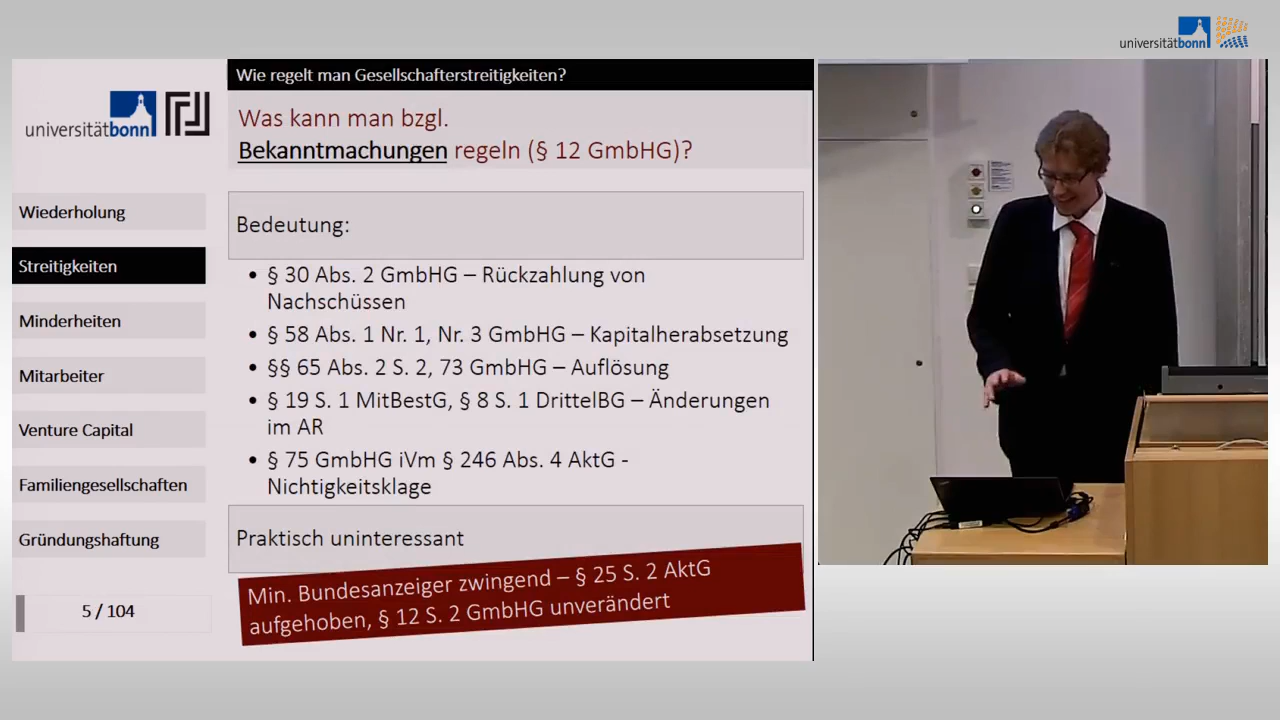 universitätbonn
Wie regelt man Gesellschafterstreitigkeiten?
universitätbonn
Was kann man bzgl.
Bekanntmachungen regeln (§ 12 GmbHG)?
Wiederholung
Streitigkeiten
Minderheiten
Mitarbeiter
Venture Capital
Familiengesellschaften
Gründungshaftung
5 / 104
Bedeutung:
• § 30 Abs. 2 GmbHG – Rückzahlung von
Nachschüssen
• § 58 Abs. 1 Nr. 1, Nr. 3 GmbHG – Kapitalherabsetzung
• §§ 65 Abs. 2 S. 2, 73 GmbHG – Auflösung
• § 19 S. 1 MitBestG, § 8 S. 1 DrittelBG – Änderungen
im AR
• § 75 GmbHG iVm § 246 Abs. 4 AktG -
Nichtigkeitsklage
Praktisch uninteressant
Min. Bundesanzeiger zwingend – § 25 S. 2 AktG
aufgehoben, § 12 S. 2 GmbHG unverändert